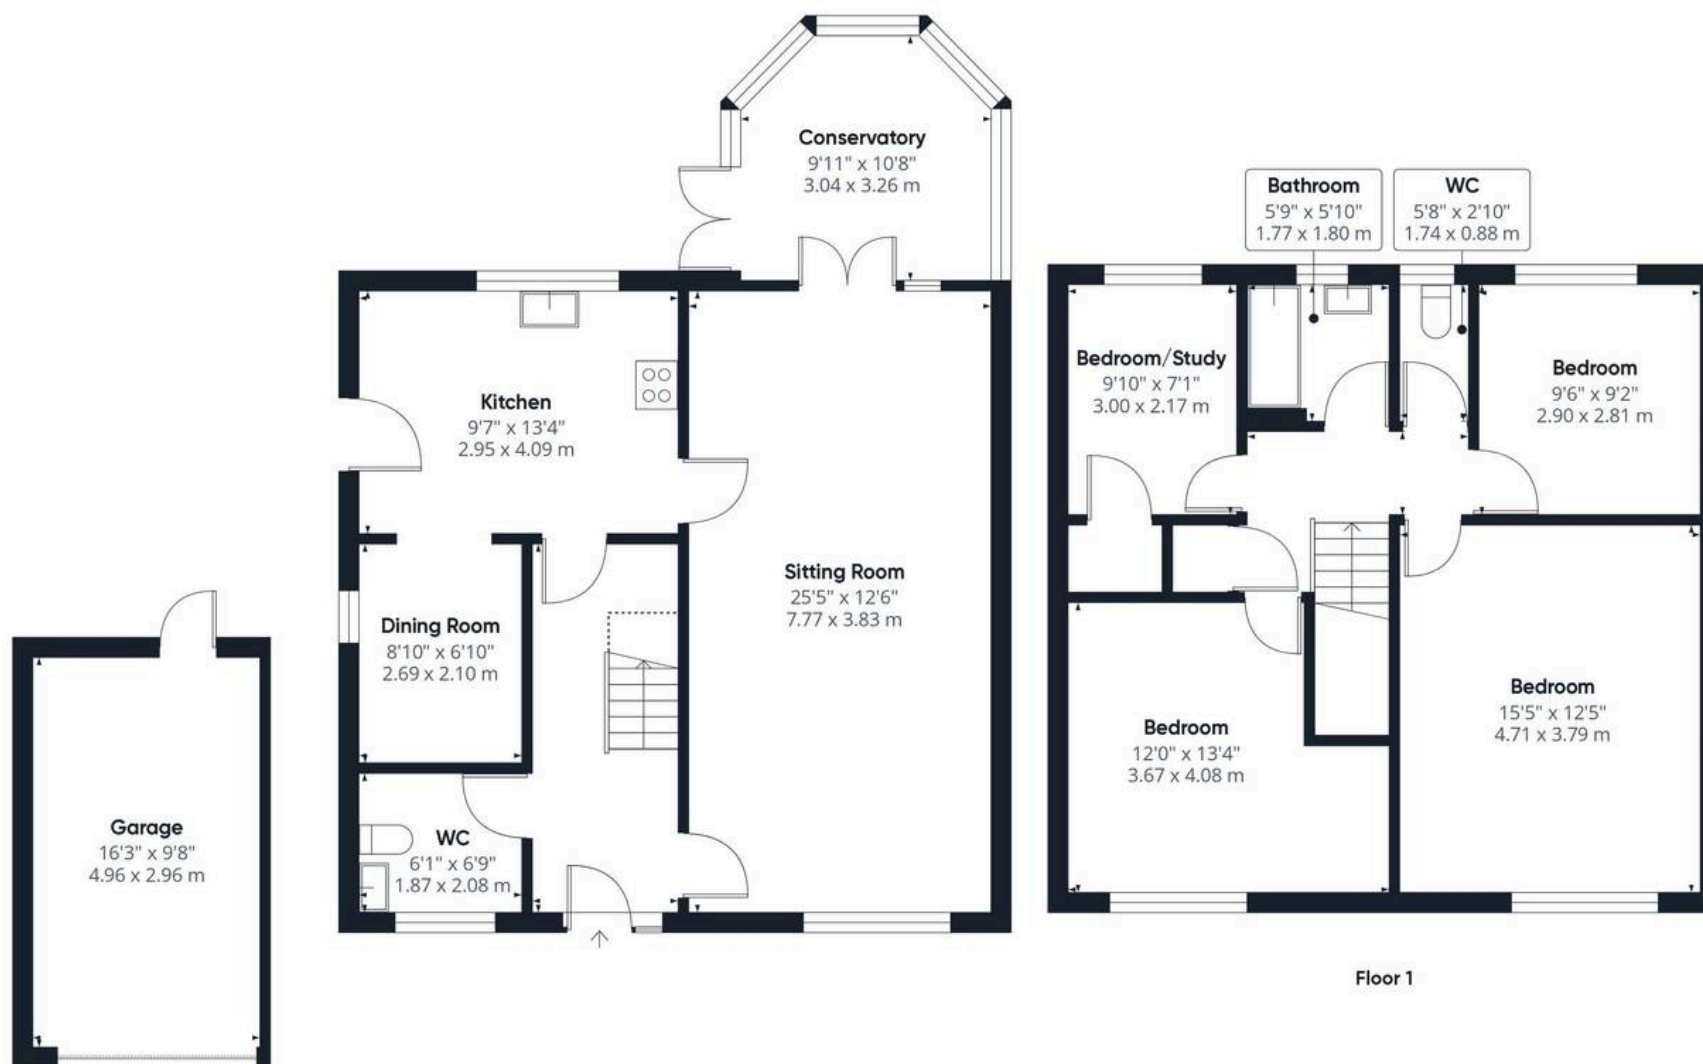 Conservatory
9'11" x 10'8"
3.04 x 3.26 m
Kitchen
9'7" x 13'4"
2.95 x 4.09 m
Sitting Room
25'5" x 12'6"
7.77 x 3.83 m
Dining Room
8'10" x 6'10"
2.69 x 2.10 m
WC
6'1" x 6'9"
1.87 x 2.08 m
Garage
16'3" x 9'8"
4.96 x 2.96 m
Bathroom
5'9" x 5'10"
1.77 x 1.80 m
WC
5'8" x 2'10"
1.74 x 0.88 m
Bedroom/Study
9'10" x 7'1"
3.00 x 2.17 m
Bedroom
9'6" x 9'2"
2.90 x 2.81 m
Bedroom
12'0" x 13'4"
3.67 x 4.08 m
Bedroom
15'5" x 12'5"
4.71 x 3.79 m
Floor 1